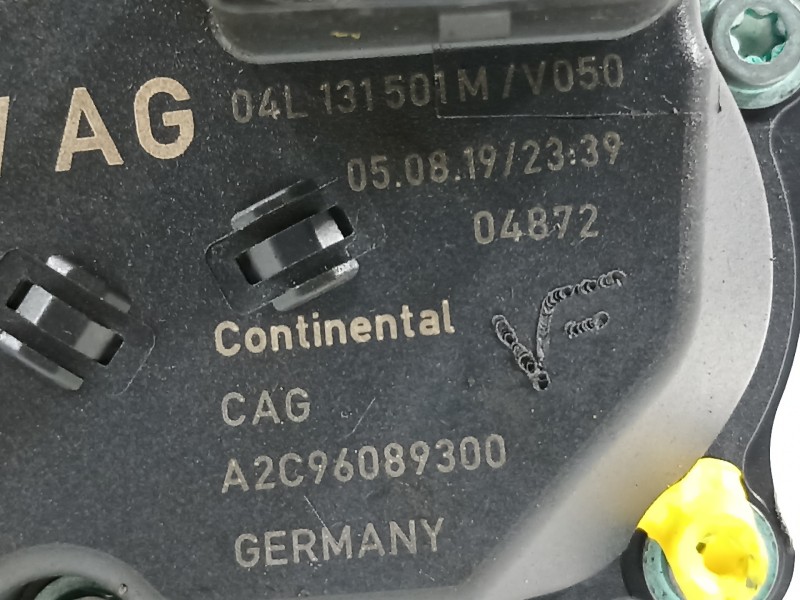 AG
04L 131 501 M / V050
05.08.19/23:39
04872
Continental
CAG
A2C96089300
GERMANY